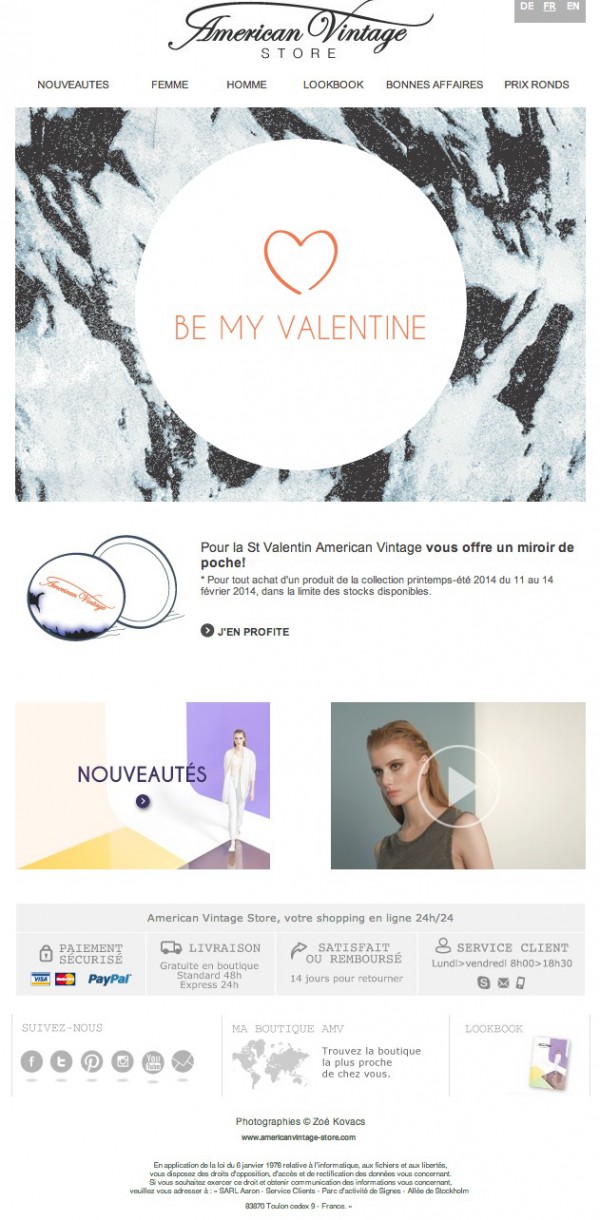 DE FR EN
American Vintage
STORE
NOUVEAUTES FEMME HOMME LOOKBOOK BONNES AFFAIRES PRIX RONDS
BE MY VALENTINE
American Vintage
Pour la St Valentin American Vintage vous offre un miroir de
poche!
* Pour tout achat d'un produit de la collection printemps-été 2014 du 11 au 14
février 2014, dans la limite des stocks disponibles.
J'EN PROFITE
NOUVEAUTÉS
American Vintage Store, votre shopping en ligne 24h/24
PAIEMENT
SÉCURISÉ
VISA MasterCard PayPal
LIVRAISON
Gratuite en boutique
Standard 48h
Express 24h
SATISFAIT
OU REMBOURSÉ
14 jours pour retourner
SERVICE CLIENT
Lundi>vendredi 8h00>18h30
SUIVEZ-NOUS
You
Tube
MA BOUTIQUE AMV
Trouvez la boutique
la plus proche
de chez vous.
LOOKBOOK
Photographies © Zoé Kovacs
www.americanvintage-store.com
En application de la loi du 6 janvier 1978 relative à l'informatique, aux fichiers et aux libertés,
vous disposez des droits d'opposition, d'accès et de rectification des données vous concernant.
Si vous souhaitez exercer ce droit et obtenir communication des informations vous concernant,
veuillez vous adresser à : « SARL Aaron - Service Clients - Parc d'activité de Signes - Allée de Stockholm
83870 Toulon cedex 9 - France. »